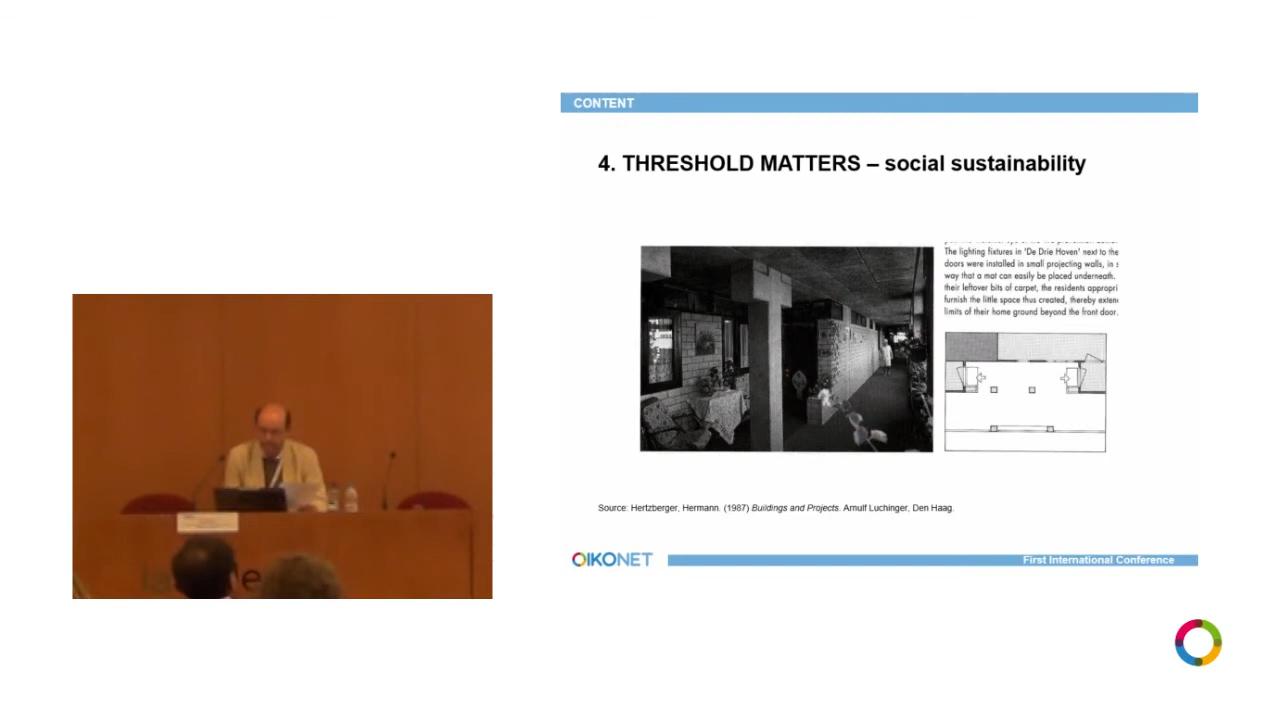 CONTENT
4. THRESHOLD MATTERS – social sustainability
The lighting fixtures in 'De Drie Hoven' next to the
doors were installed in small projecting walls, in s
way that a mat can easily be placed underneath.
their leftover bits of carpet, the residents appropri
furnish the little space thus created, thereby exten
limits of their home ground beyond the front door.
Source: Hertzberger, Hermann. (1987) Buildings and Projects. Arnulf Luchinger, Den Haag.
OIKONET
First International Conference